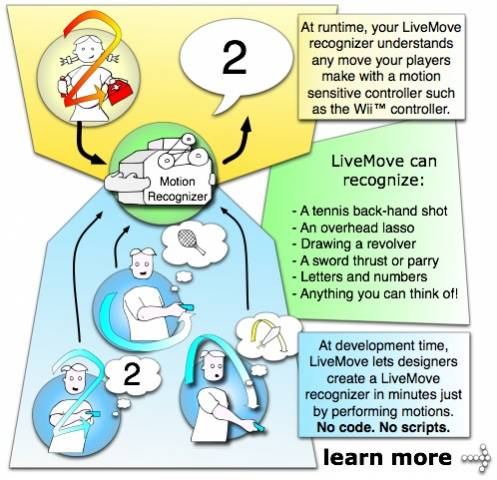 2
At runtime, your LiveMove
recognizer understands
any move your players
make with a motion
sensitive controller such
as the Wii™ controller.
Motion
Recognizer
LiveMove can
recognize:
- A tennis back-hand shot
- An overhead lasso
- Drawing a revolver
- A sword thrust or parry
- Letters and numbers
- Anything you can think of!
2
2
2
At development time,
LiveMove lets designers
create a LiveMove
recognizer in minutes just
by performing motions.
No code. No scripts.
learn more